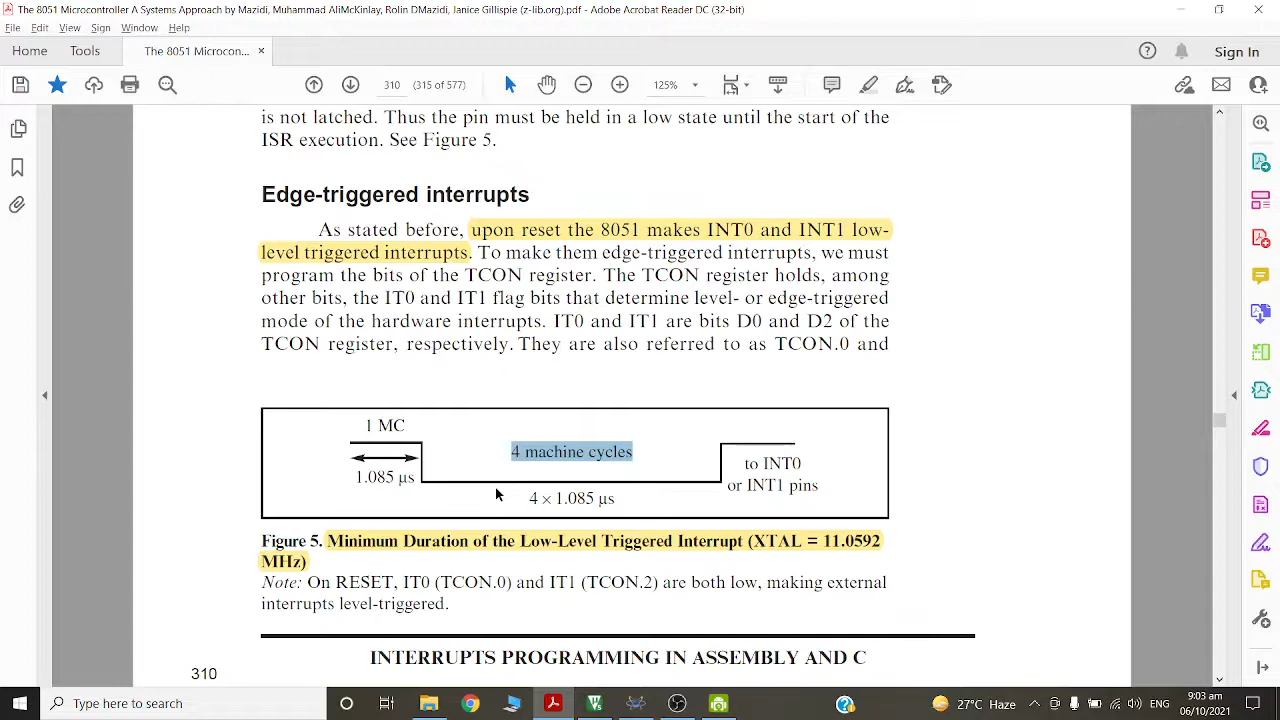 The 8051 Microcontroller A Systems Approach by Mazidi, Muhammad AliMcKinlay, Rolin DMazidi, Janice Gillispie (z-lib.org).pdf - Adobe Acrobat Reader DC (32-bit)
File Edit View Sign Window Help
Home Tools The 8051 Microcon... × Sign In
310 (315 of 577) 125%
is not latched. Thus the pin must be held in a low state until the start of the
ISR execution. See Figure 5.
Edge-triggered interrupts
As stated before, upon reset the 8051 makes INT0 and INT1 low-
level triggered interrupts. To make them edge-triggered interrupts, we must
program the bits of the TCON register. The TCON register holds, among
other bits, the IT0 and IT1 flag bits that determine level- or edge-triggered
mode of the hardware interrupts. IT0 and IT1 are bits D0 and D2 of the
TCON register, respectively. They are also referred to as TCON.0 and
1 MC
4 machine cycles
1.085 μs
to INT0
or INT1 pins
4 × 1.085 μs
Figure 5. Minimum Duration of the Low-Level Triggered Interrupt (XTAL = 11.0592
MHz)
Note: On RESET, IT0 (TCON.0) and IT1 (TCON.2) are both low, making external
interrupts level-triggered.
INTERRUPTS PROGRAMMING IN ASSEMBLY AND C
310
Type here to search
27°C Haze
9:03 am
06/10/2021